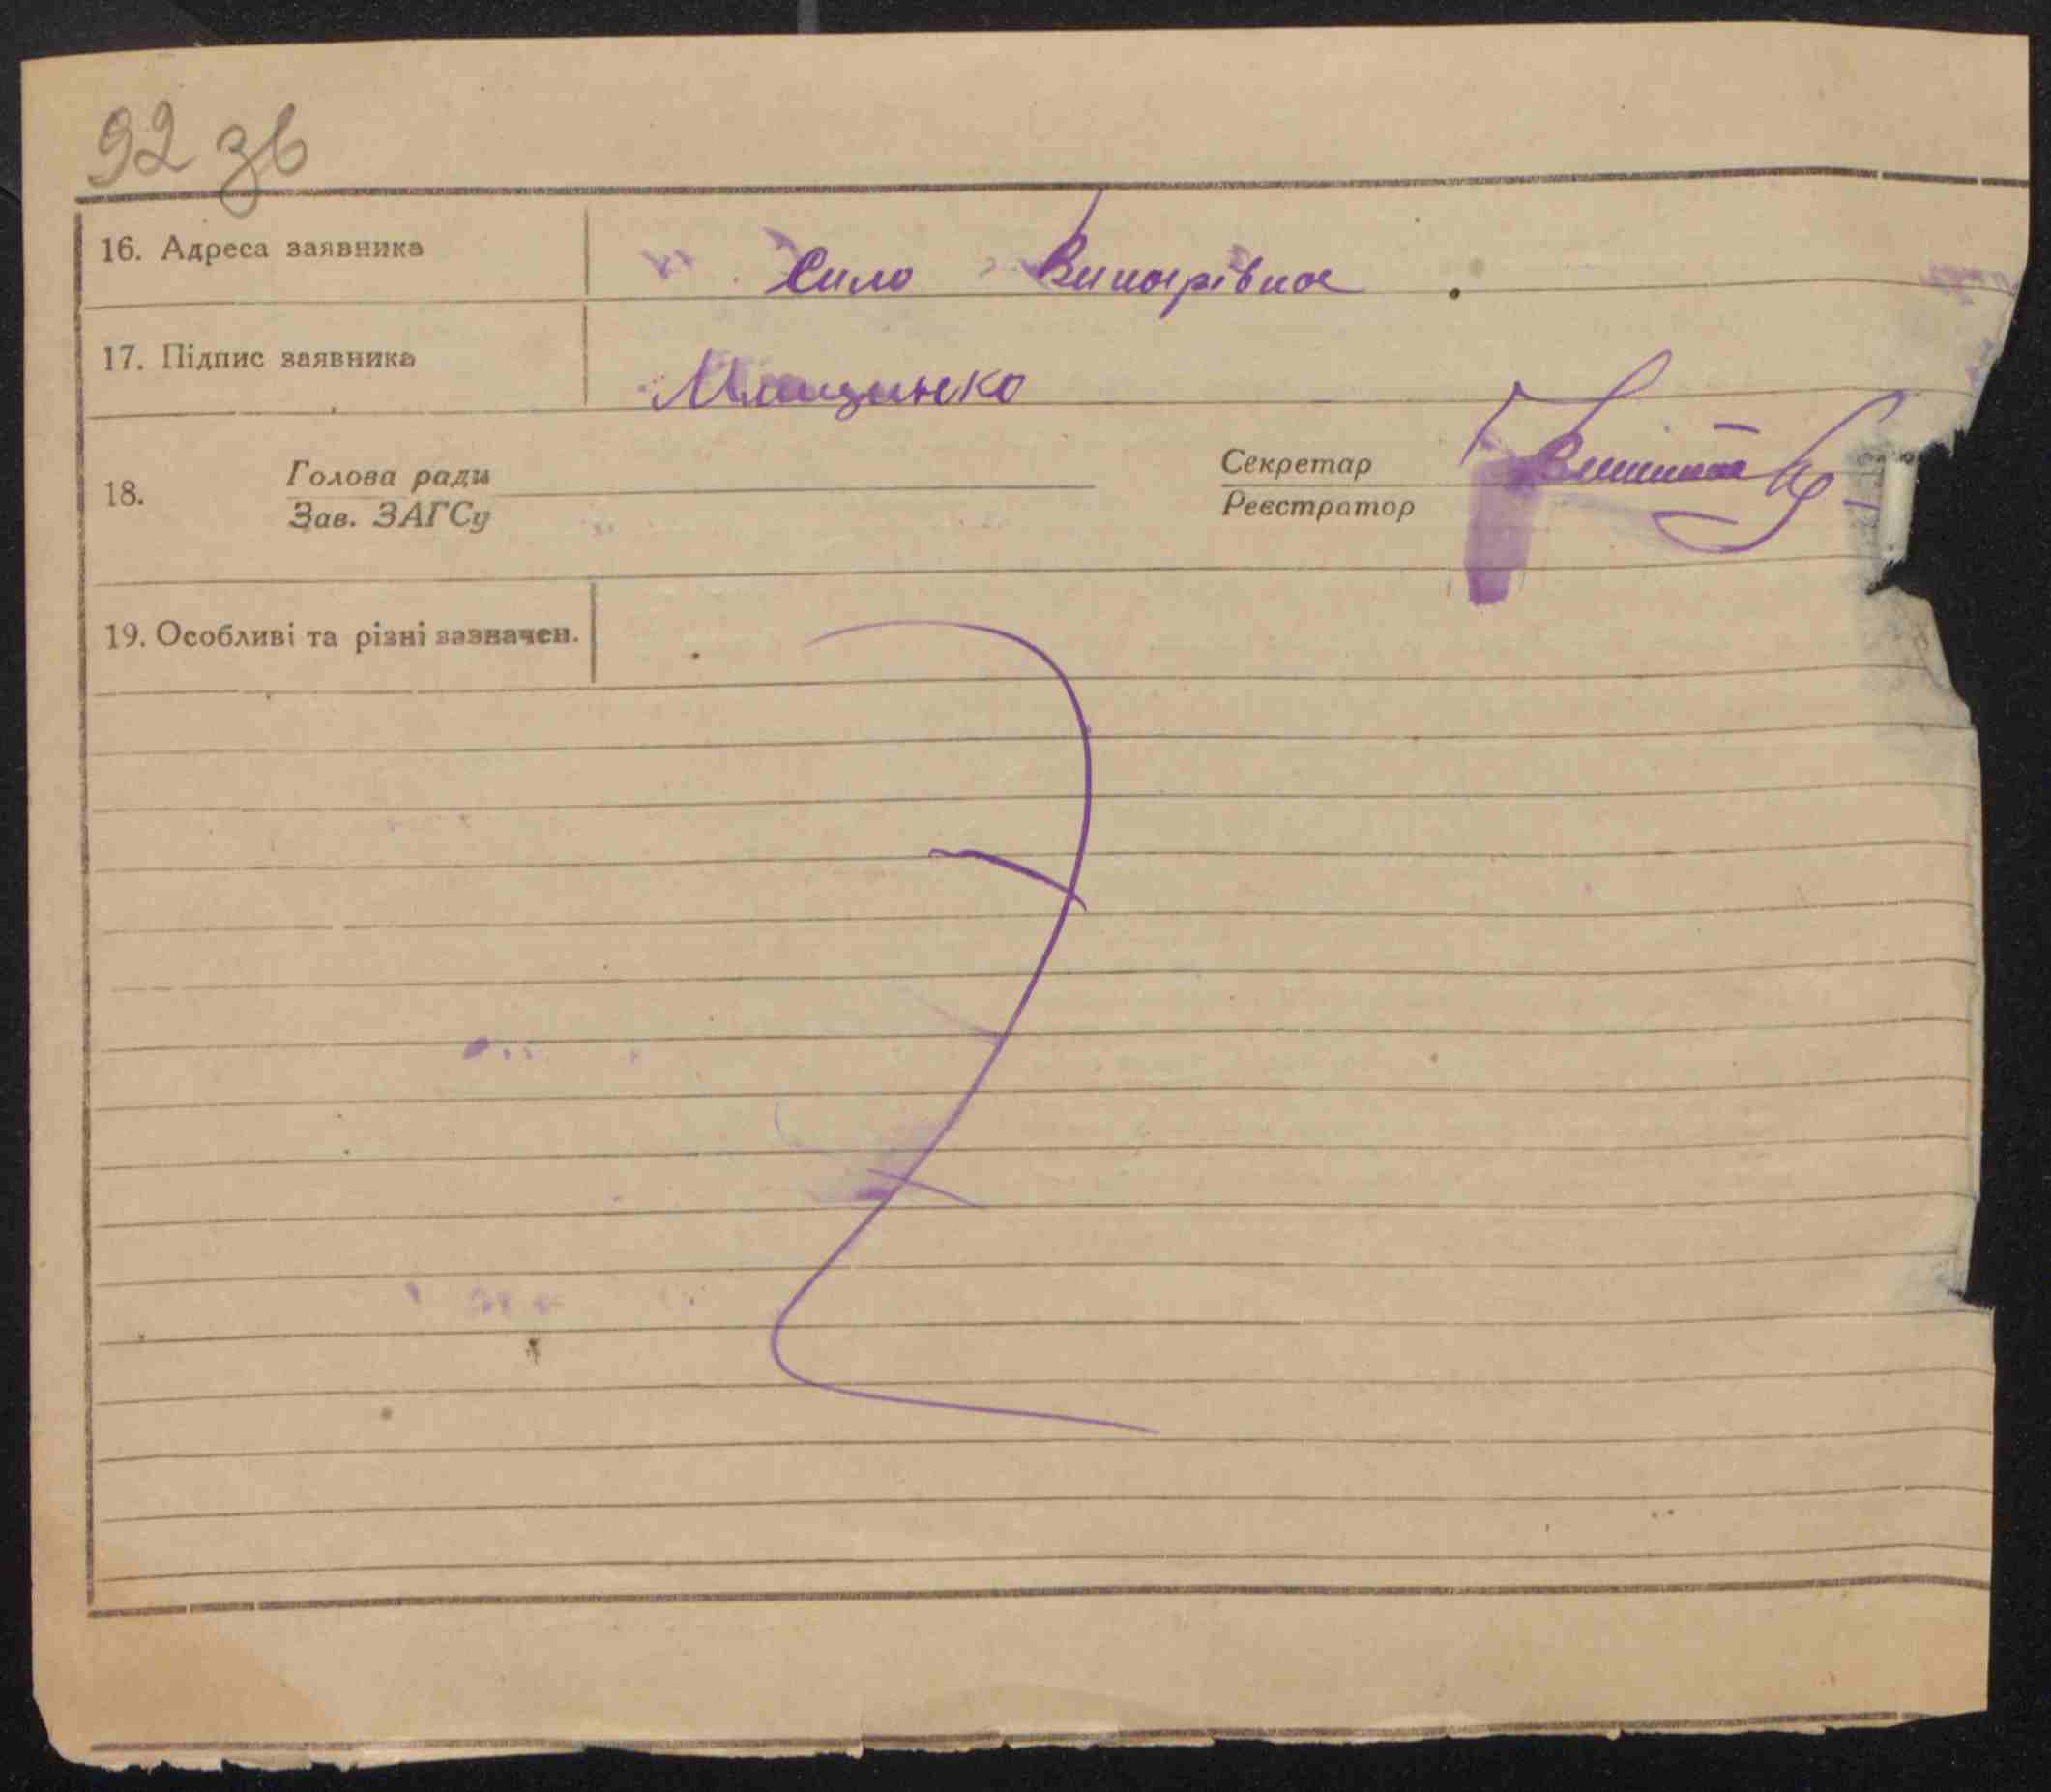 92 зв
16. Адреса заявника Село Винарівка
17. Підпис заявника
18. Голова ради
Зав. ЗАГСу
Секретар
Реєстратор
19. Особливі та різні зазначен.